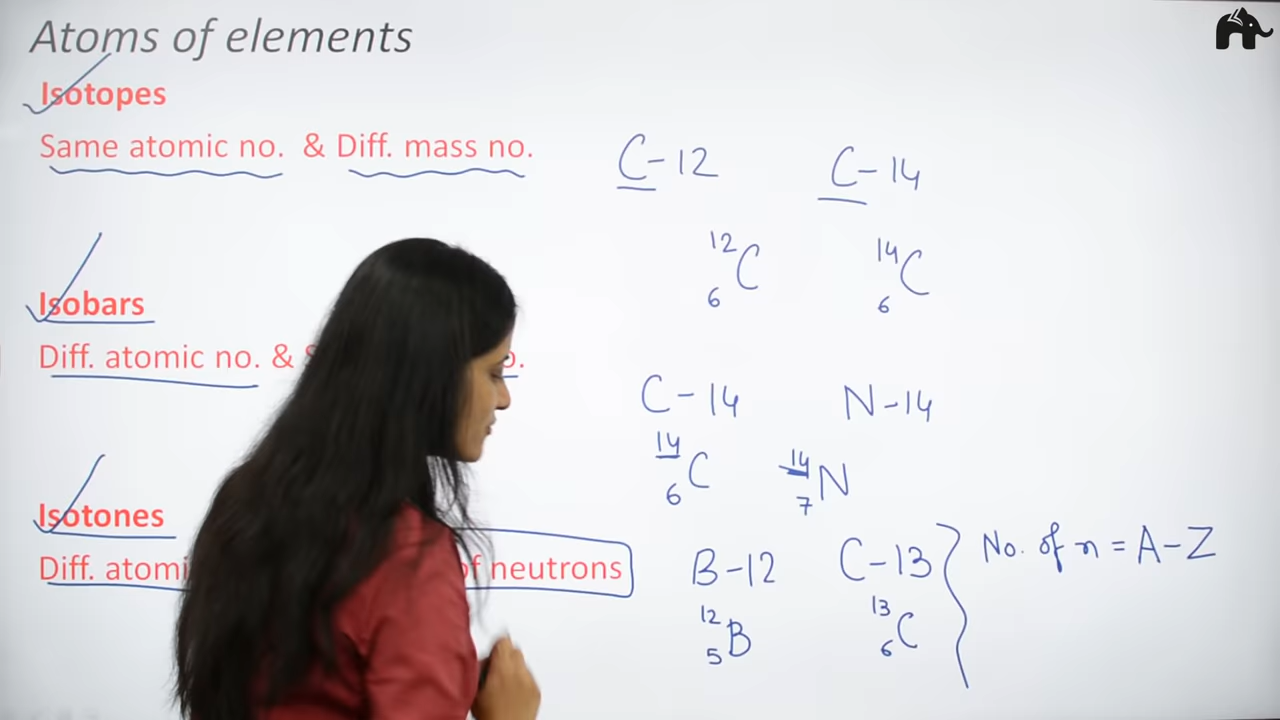 Atoms of elements
Isotopes
Same atomic no. & Diff. mass no.
C-12 C-14
12 6 C 14 6 C
Isobars
Diff. atomic no. &
C-14 N-14
14 6 C 14 7 N
Isotones
Diff. neutrons
B-12 C-13
No. of n = A-Z
12 5 B 13 6 C